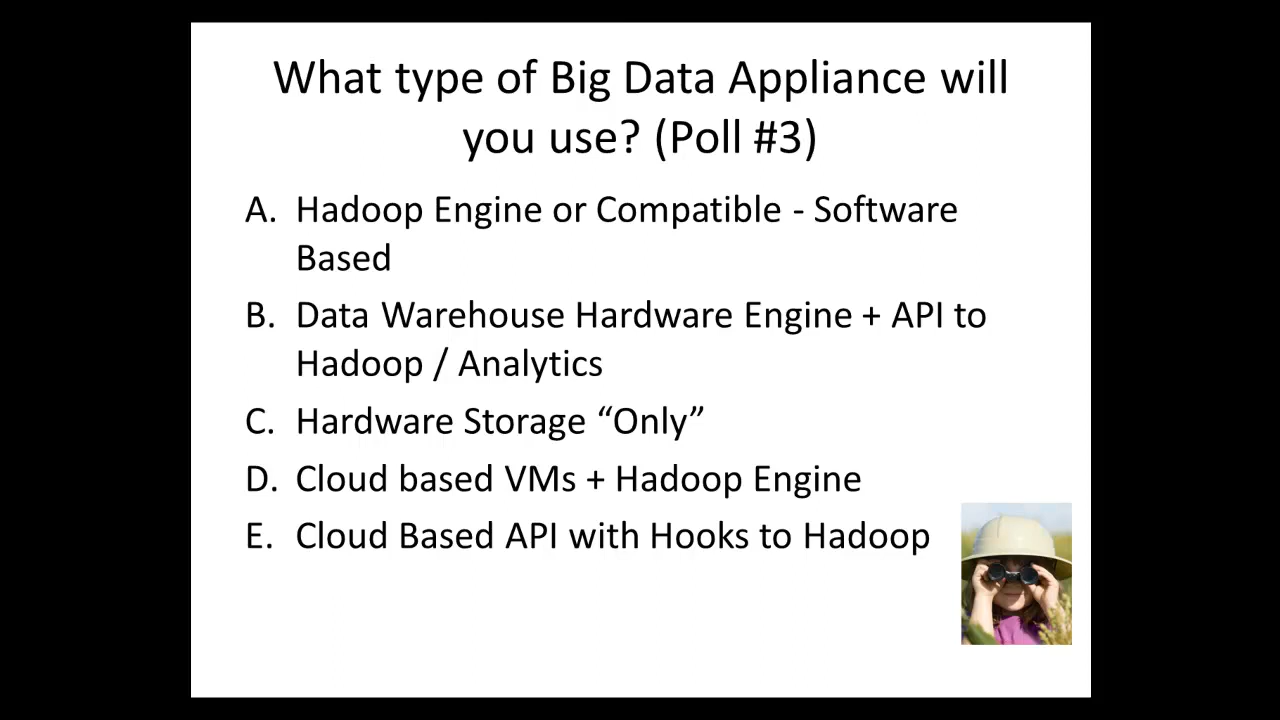 What type of Big Data Appliance will
you use? (Poll #3)
A. Hadoop Engine or Compatible - Software
Based
B. Data Warehouse Hardware Engine + API to
Hadoop / Analytics
C. Hardware Storage “Only”
D. Cloud based VMs + Hadoop Engine
E. Cloud Based API with Hooks to Hadoop